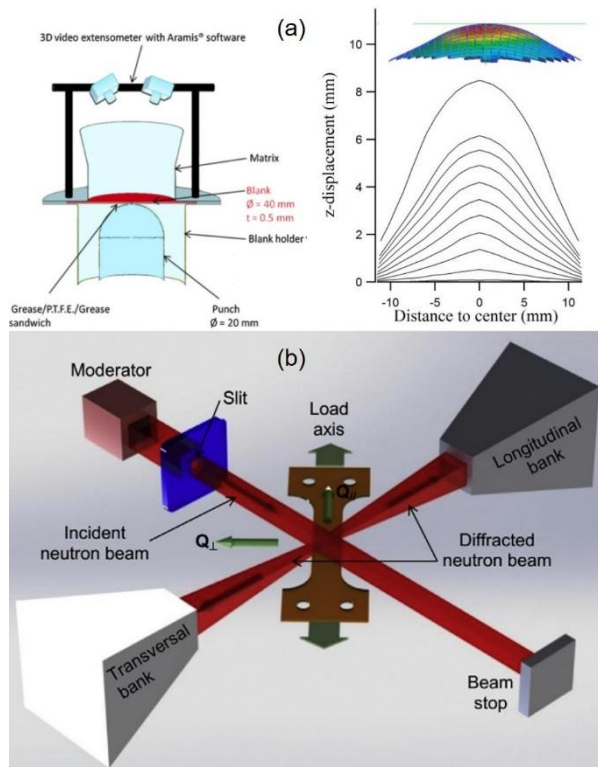 3D video extensometer with Aramis® software
(a)
Matrix
Blank
Ø = 40 mm
t = 0.5 mm
Blank holder
Grease/P.T.F.E./Grease
sandwich
Punch
Ø = 20 mm
z-displacement (mm)
10
8
6
4
2
0
-10
-5
0
5
10
Distance to center (mm)
(b)
Moderator
Slit
Load
axis
Longitudinal
bank
Q//
Incident
neutron beam
Q⊥
Diffracted
neutron beam
Transversal
bank
Beam
stop